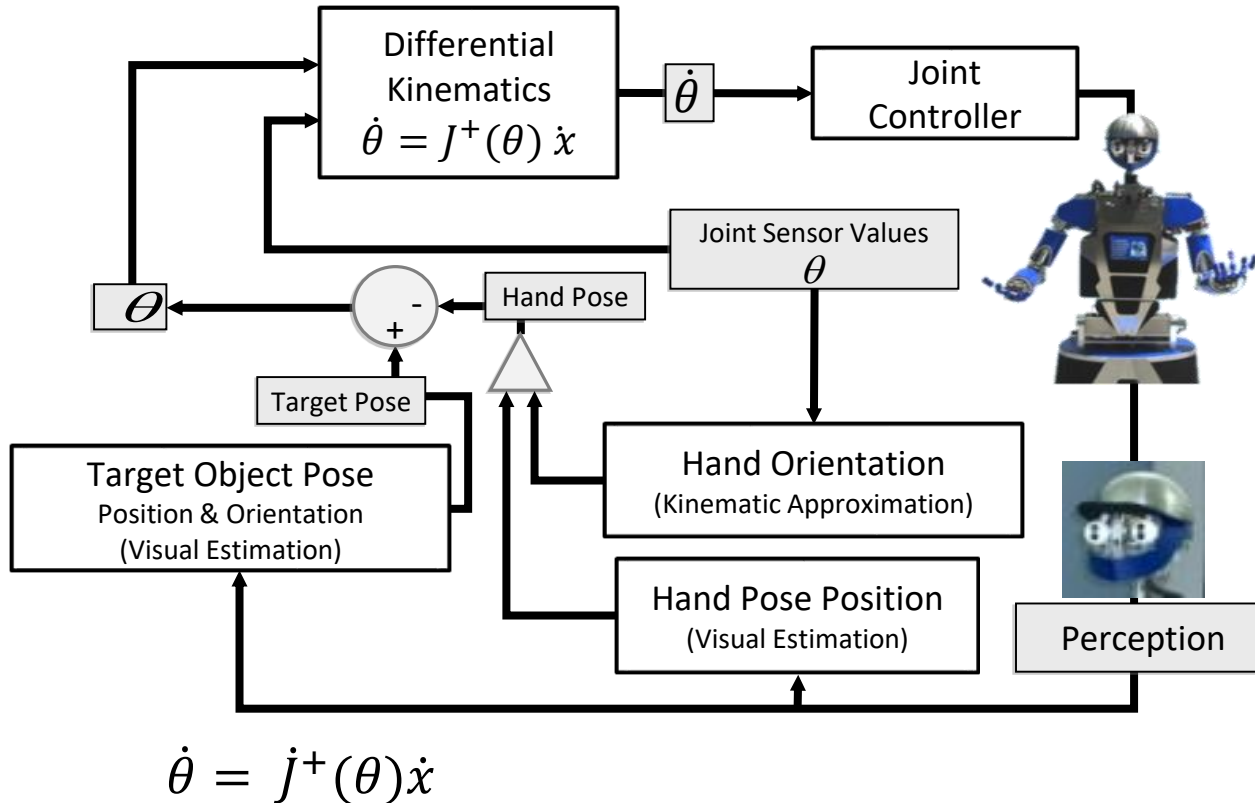 Differential
Kinematics
θ̇ = J⁺(θ) ẋ
θ̇
Joint
Controller
Joint Sensor Values
θ
Hand Pose
-
+
θ
Target Pose
Target Object Pose
Position & Orientation
(Visual Estimation)
Hand Orientation
(Kinematic Approximation)
Hand Pose Position
(Visual Estimation)
Perception
θ̇ = J̇⁺(θ)ẋ